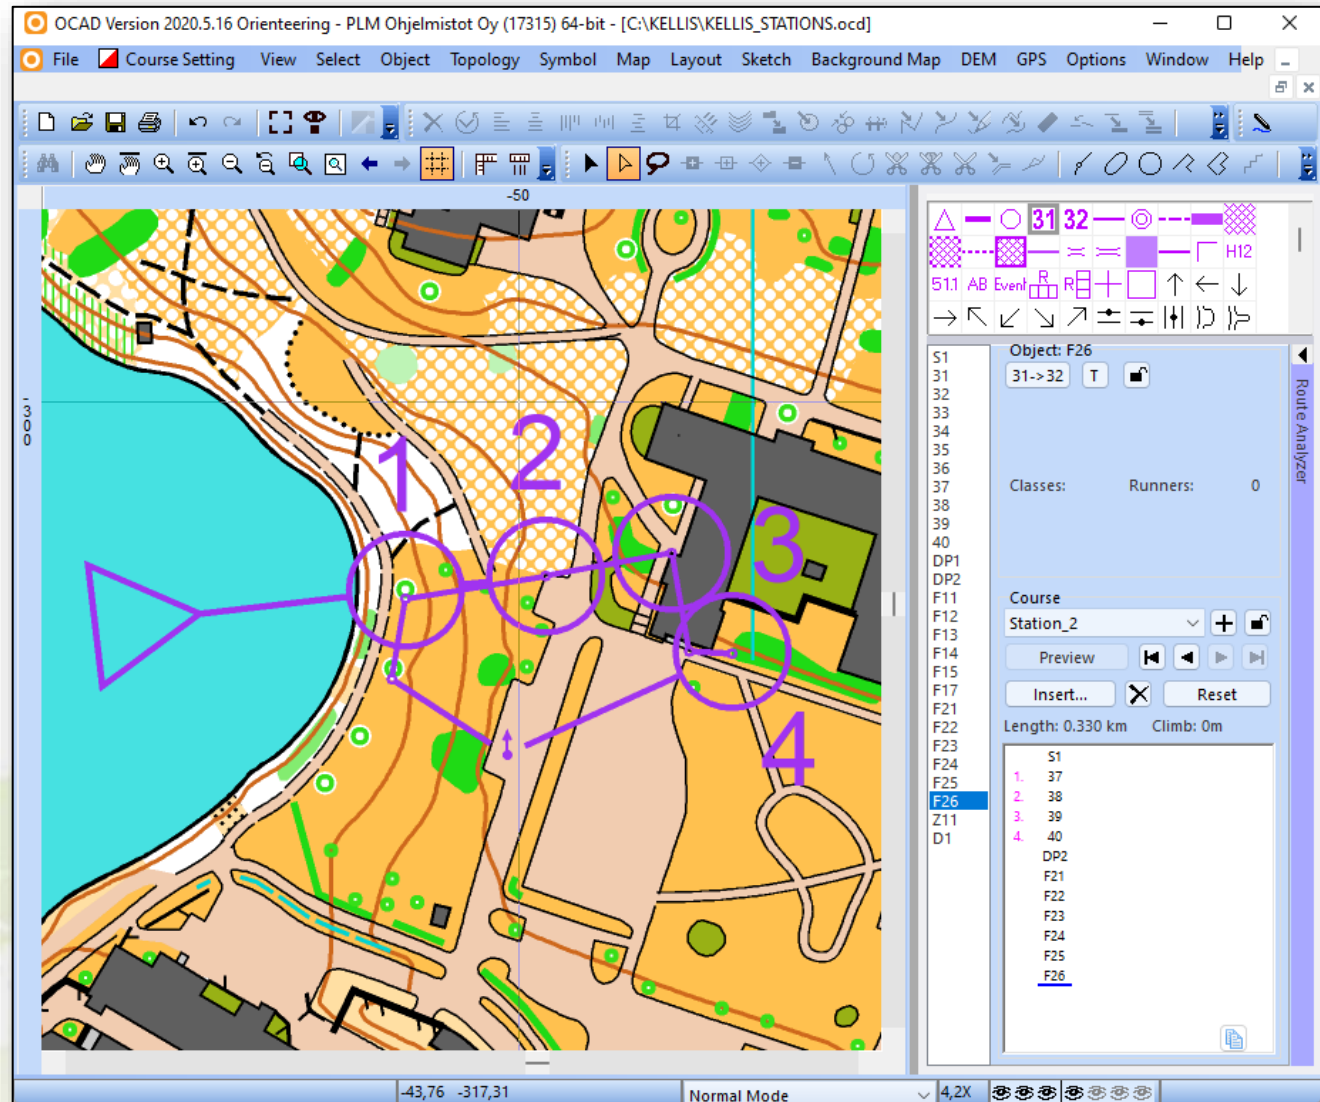 OCAD Version 2020.5.16 Orienteering - PLM Ohjelmistot Oy (17315) 64-bit - [C:\KELLIS\KELLIS_STATIONS.ocd]
File Course Setting View Select Object Topology Symbol Map Layout Sketch Background Map DEM GPS Options Window Help
-50
-300
1
2
3
4
31 32
H12
51.1 AB Event R R
S1
31
32
33
34
35
36
37
38
39
40
DP1
DP2
F11
F12
F13
F14
F15
F17
F21
F22
F23
F24
F25
F26
Z11
D1
Object: F26
31->32 T
Classes: Runners: 0
Course
Station_2
Preview
Insert... Reset
Length: 0.330 km Climb: 0m
S1
1. 37
2. 38
3. 39
4. 40
DP2
F21
F22
F23
F24
F25
F26
Route Analyzer
-43,76 -317,31 Normal Mode 4,2X